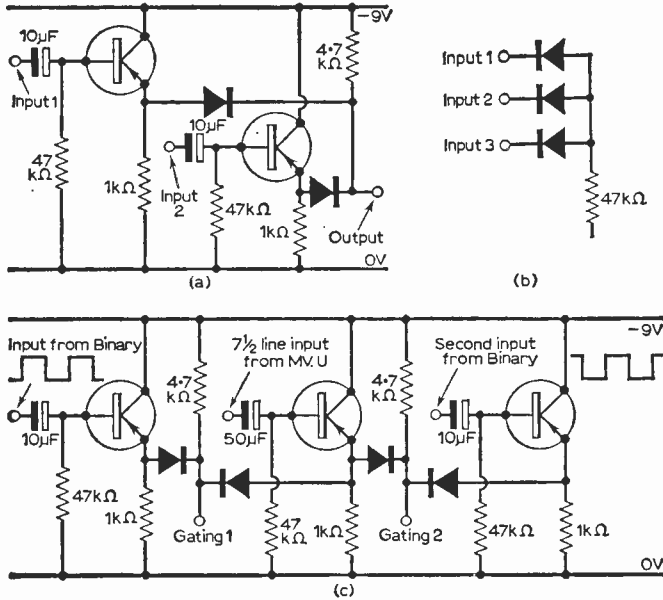 -9V
10µF
Input 1
47
kΩ
1kΩ
10µF
Input
2
47kΩ
1kΩ
4·7
kΩ
Output
0V
(a)
Input 1
Input 2
Input 3
47kΩ
(b)
-9V
Input from Binary
10µF
47kΩ
1kΩ
4·7
kΩ
Gating 1
7½ line input
from MV. U
50µF
47
kΩ
1kΩ
4·7
kΩ
Gating 2
Second input
from Binary
10µF
47kΩ
1kΩ
0V
(c)